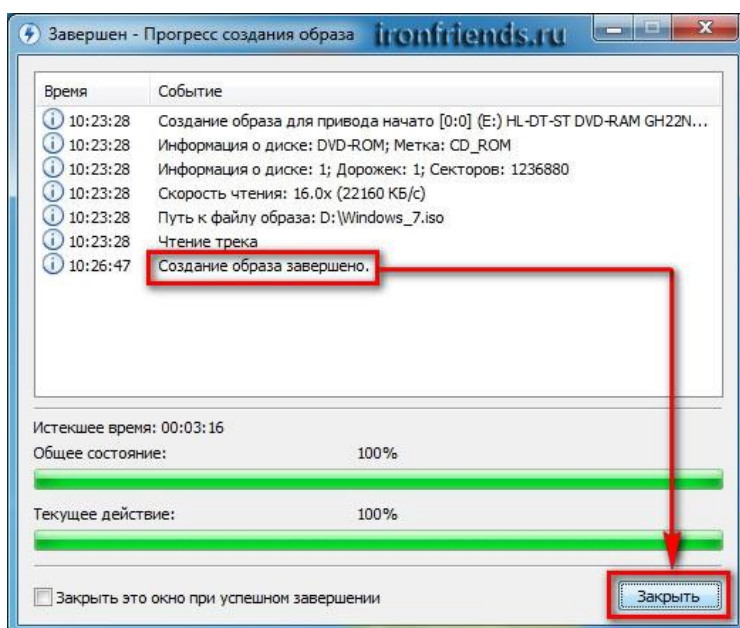 Завершен - Прогресс создания образа ironfriends.ru
Время Событие
10:23:28 Создание образа для привода начато [0:0] (E:) HL-DT-ST DVD-RAM GH22N...
10:23:28 Информация о диске: DVD-ROM; Метка: CD_ROM
10:23:28 Информация о диске: 1; Дорожек: 1; Секторов: 1236880
10:23:28 Скорость чтения: 16.0x (22160 КБ/с)
10:23:28 Путь к файлу образа: D:\Windows_7.iso
10:23:28 Чтение трека
10:26:47 Создание образа завершено.
Истекшее время: 00:03:16
Общее состояние: 100%
Текущее действие: 100%
Закрыть это окно при успешном завершении
Закрыть